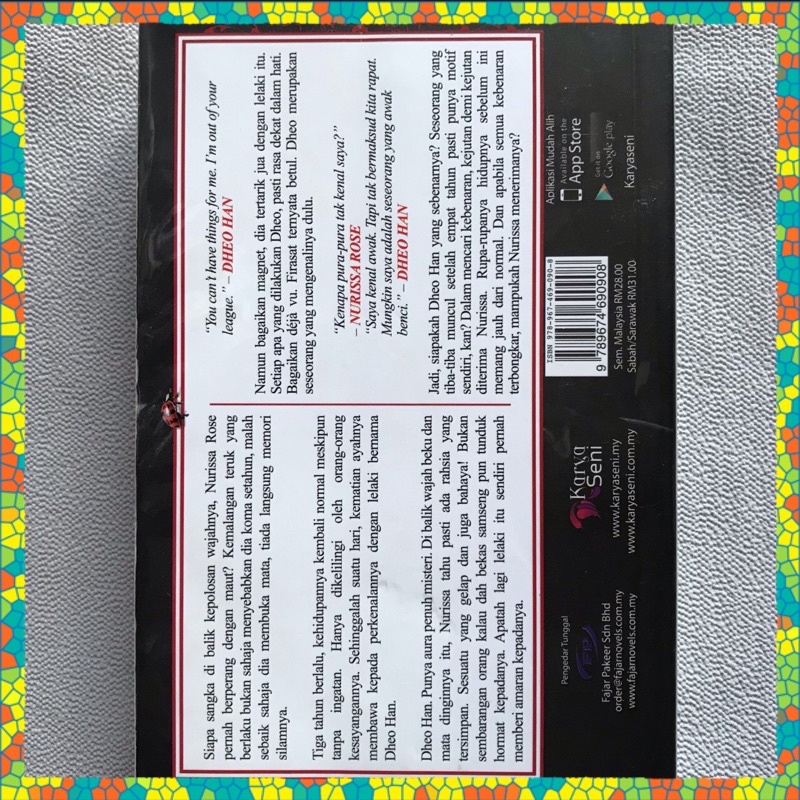 Siapa sangka di balik kepolosan wajahnya, Nurissa Rose
pernah berperang dengan maut? Kemalangan teruk yang
berlaku bukan sahaja menyebabkan dia koma setahun, malah
sebaik sahaja dia membuka mata, tiada langsung memori
silamnya.
Tiga tahun berlalu, kehidupannya kembali normal meskipun
tanpa ingatan. Hanya dikelilingi oleh orang-orang
kesayangannya. Sehinggalah suatu hari, kematian ayahnya
membawa kepada perkenalannya dengan lelaki bernama
Dheo Han.
Dheo Han. Punya aura penuh misteri. Di balik wajah beku dan
mata dinginnya itu, Nurissa tahu pasti ada rahsia yang
tersimpan. Sesuatu yang gelap dan juga bahaya! Bukan
sembarangan orang kalau dah bekas samseng pun tunduk
hormat kepadanya. Apatah lagi lelaki itu sendiri pernah
memberi amaran kepadanya.
“You can't have things for me. I'm out of your
league.” – DHEO HAN
Namun bagaikan magnet, dia tertarik jua dengan lelaki itu.
Setiap apa yang dilakukan Dheo, pasti rasa dekat dalam hati.
Bagaikan déjà vu. Firasat ternyata betul. Dheo merupakan
seseorang yang mengenalinya dulu.
“Kenapa pura-pura tak kenal saya?”
– NURISSA ROSE
“Saya kenal awak. Tapi tak bermaksud kita rapat.
Mungkin saya adalah seseorang yang awak
benci.” – DHEO HAN
Jadi, siapakah Dheo Han yang sebenarnya? Seseorang yang
tiba-tiba muncul setelah empat tahun pasti punya motif
sendiri, kan? Dalam mencari kebenaran, kejutan demi kejutan
diterima Nurissa. Rupa-rupanya hidupnya sebelum ini
memang jauh dari normal. Dan apabila semua kebenaran
terbongkar, mampukah Nurissa menerimanya?
Pengedar Tunggal
Fajar Pakeer Sdn Bhd
order@fajarnovels.com.my
www.fajarnovels.com.my
Karya
Seni
www.karyaseni.my
www.karyaseni.com.my
ISBN 978-967-469-090-8
9 789674 690908
Sem. Malaysia RM28.00
Sabah/Sarawak RM31.00
Aplikasi Mudah Alih
Available on the
App Store
Get it on
Google play
Karyaseni